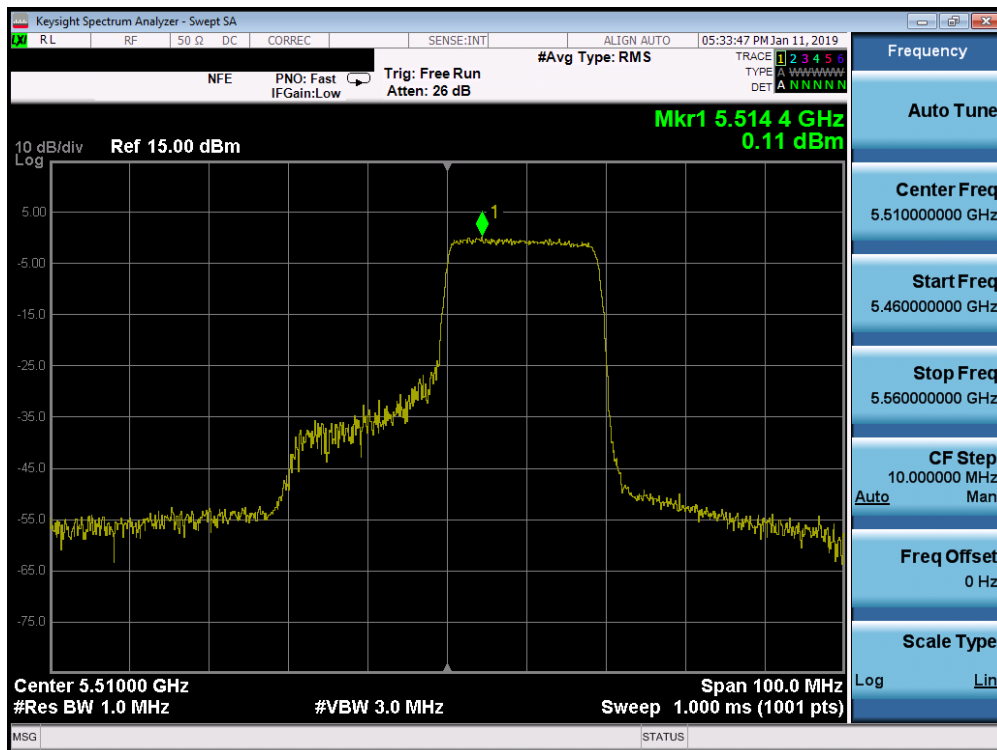 Keysight Spectrum Analyzer - Swept SA
LXI RL RF 50 Ω DC CORREC SENSE:INT ALIGN AUTO 05:33:47 PM Jan 11, 2019
Frequency
#Avg Type: RMS TRACE 1 2 3 4 5 6
NFE PNO: Fast Trig: Free Run TYPE A WWWWW
IFGain:Low Atten: 26 dB DET A N N N N N
Auto Tune
Mkr1 5.514 4 GHz
10 dB/div Ref 15.00 dBm 0.11 dBm
Log
Center Freq
5.510000000 GHz
5.00
1
-5.00
Start Freq
5.460000000 GHz
-15.0
-25.0
Stop Freq
5.560000000 GHz
-35.0
CF Step
10.000000 MHz
Auto Man
-45.0
-55.0
Freq Offset
0 Hz
-65.0
-75.0
Scale Type
Log Lin
Center 5.51000 GHz Span 100.0 MHz
#Res BW 1.0 MHz #VBW 3.0 MHz Sweep 1.000 ms (1001 pts)
MSG STATUS